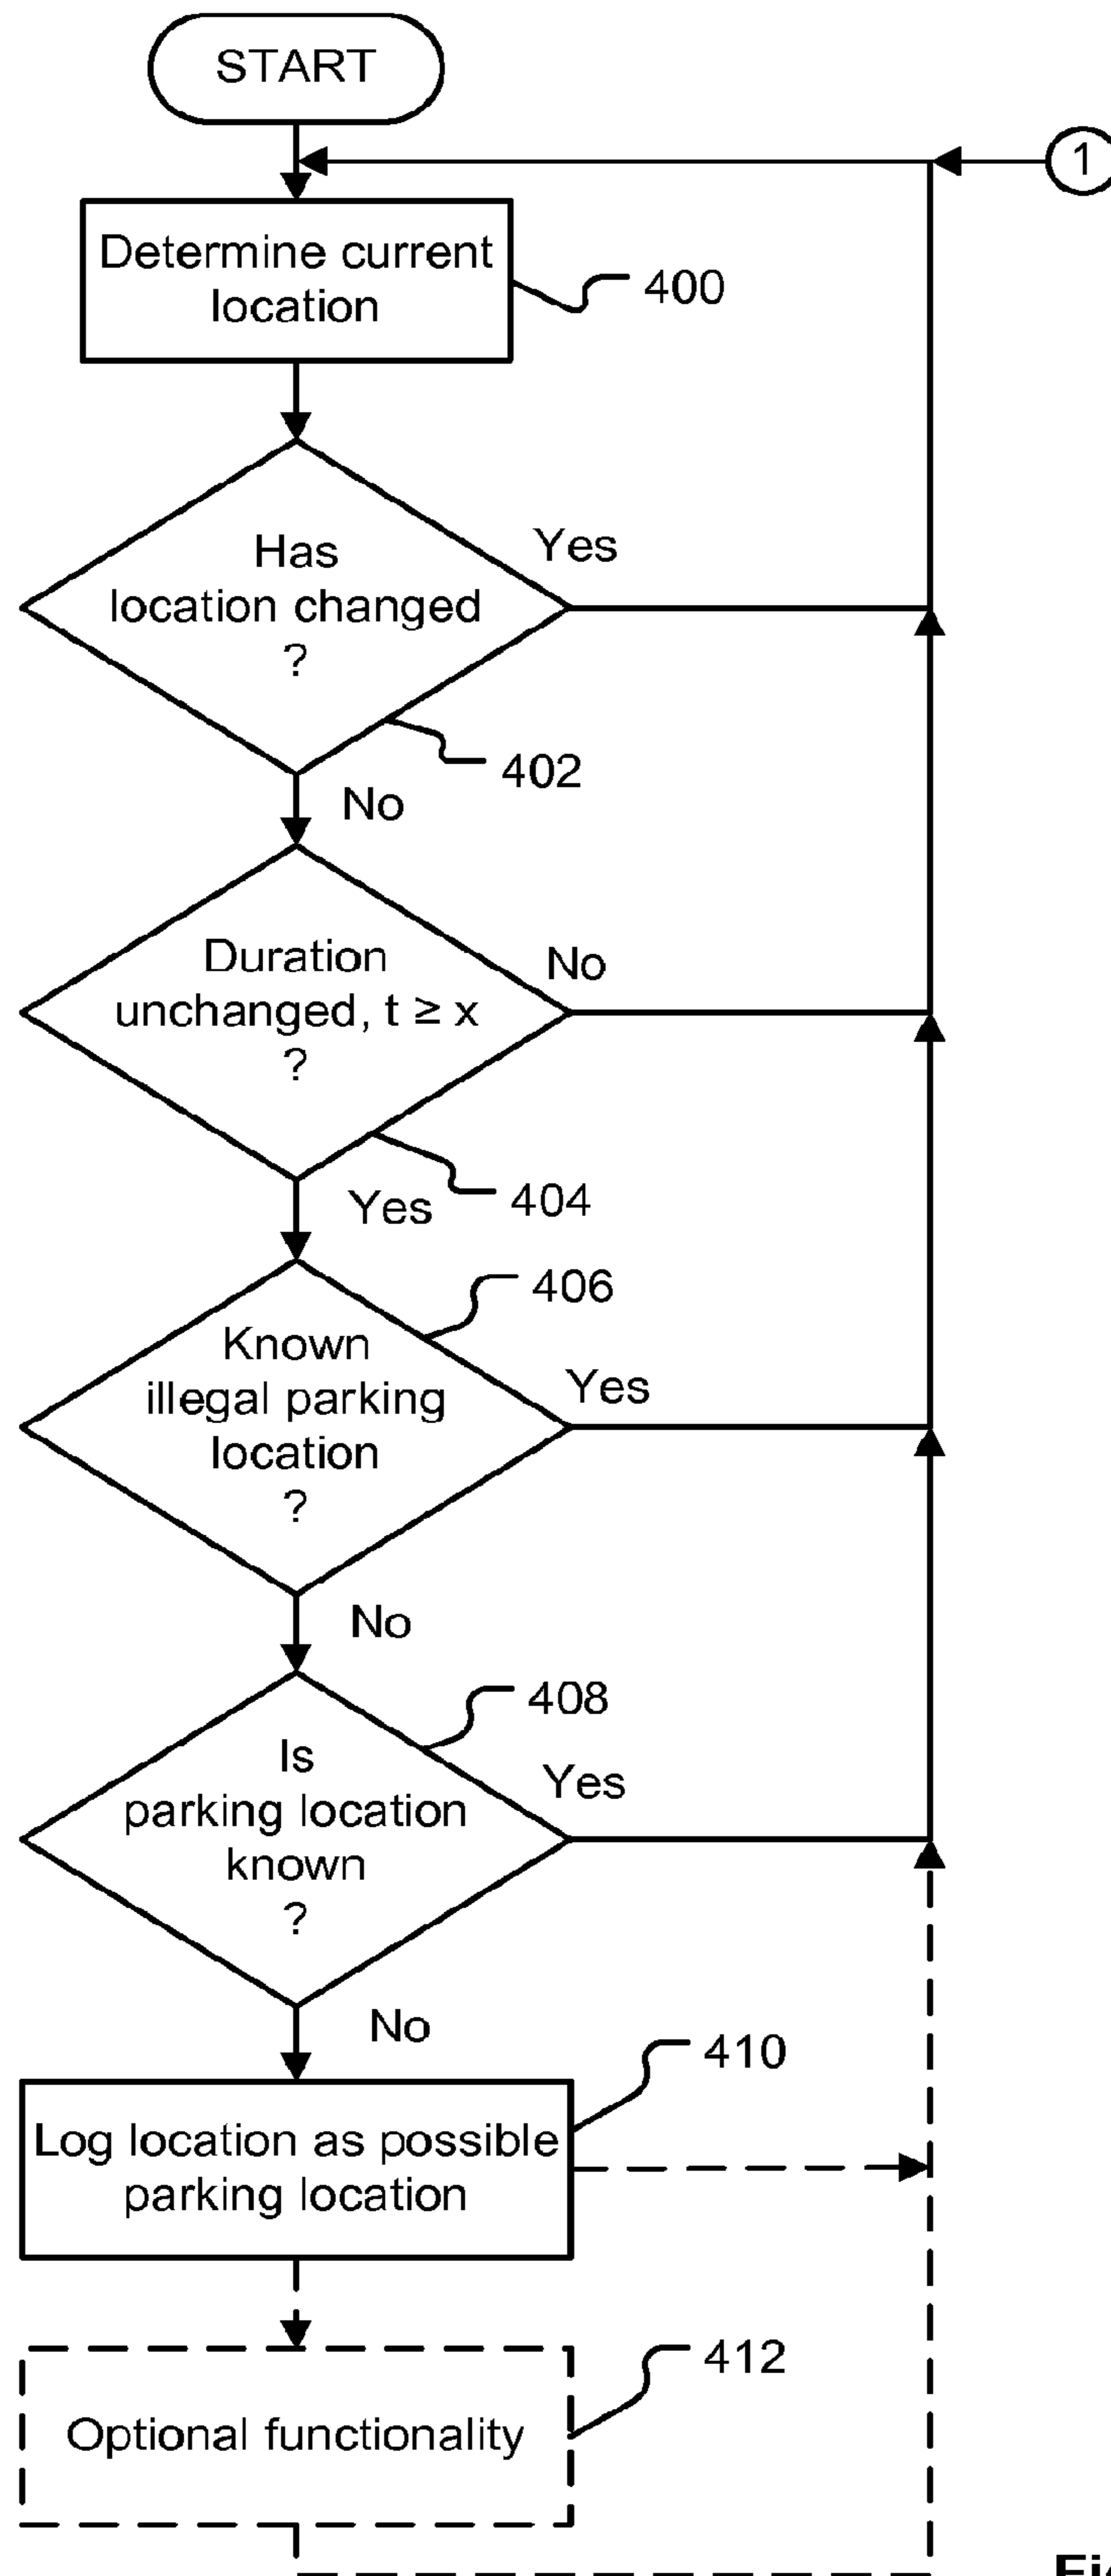 START
1
Determine current
location
400
Has
location changed
?
Yes
402
No
Duration
unchanged, t ≥ x
?
No
404
Yes
406
Known
illegal parking
location
?
Yes
No
408
Is
parking location
known
?
Yes
No
410
Log location as possible
parking location
412
Optional functionality